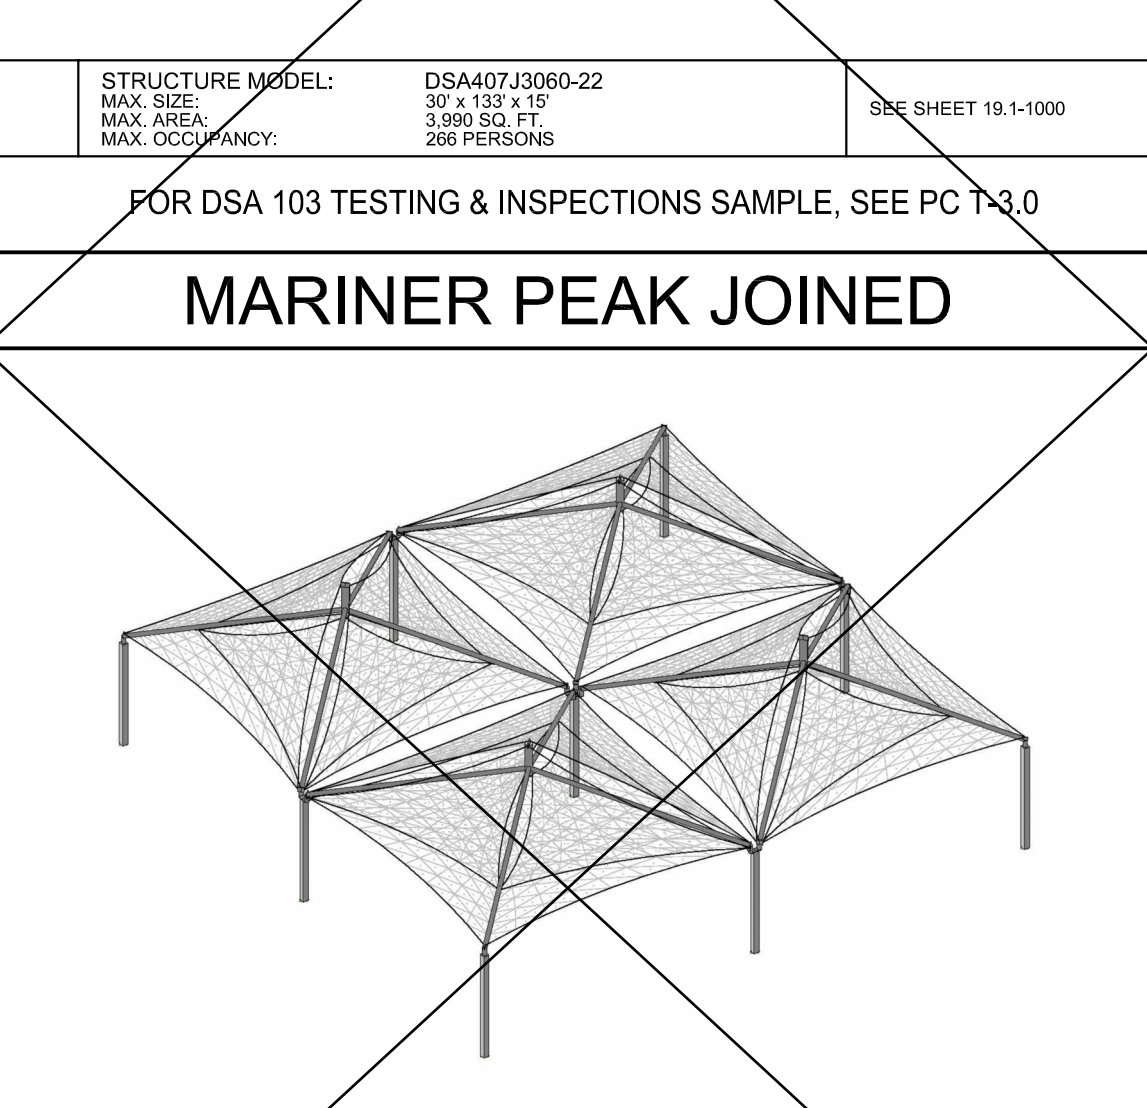 STRUCTURE MODEL: DSA407J3060-22
MAX. SIZE: 30' x 133' x 15'
MAX. AREA: 3,990 SQ. FT.
MAX. OCCUPANCY: 266 PERSONS
SEE SHEET 19.1-1000
FOR DSA 103 TESTING & INSPECTIONS SAMPLE, SEE PC T-3.0
MARINER PEAK JOINED